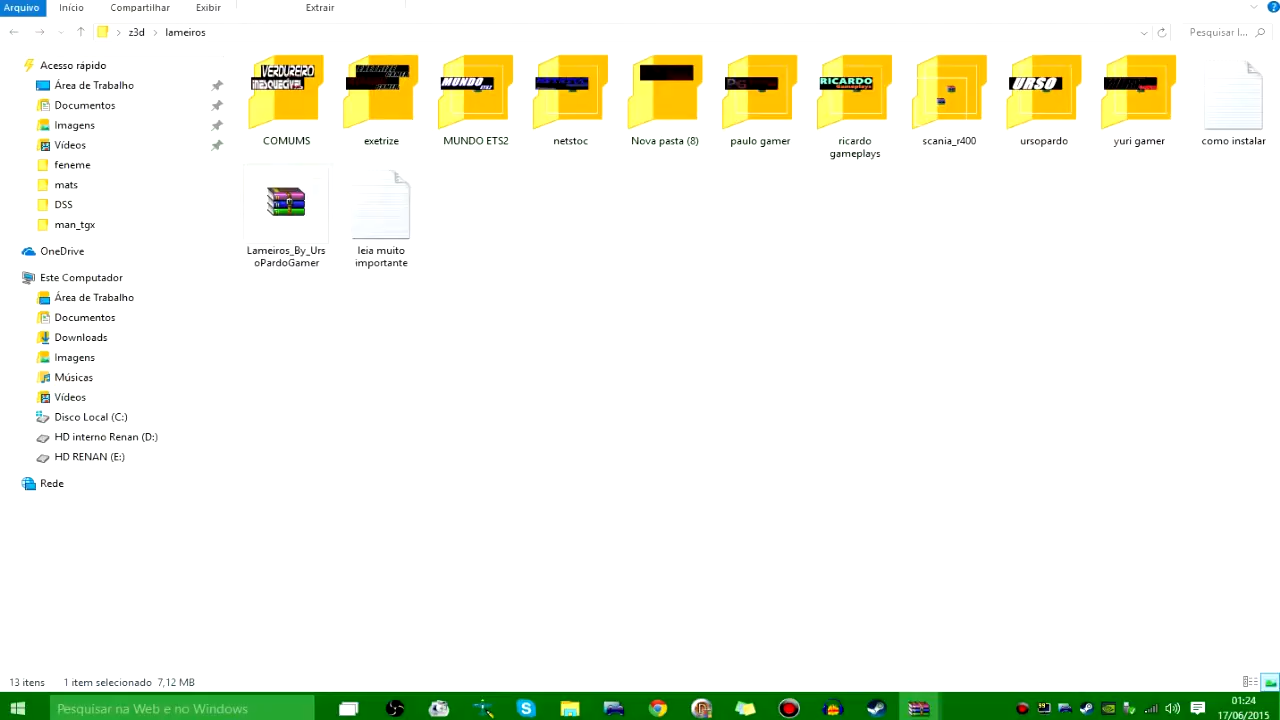 Arquivo Início Compartilhar Exibir Extrair
z3d lameiros Pesquisar l...
Acesso rápido
Área de Trabalho
Documentos
Imagens
Vídeos
feneme
mats
DSS
man_tgx
OneDrive
Este Computador
Área de Trabalho
Documentos
Downloads
Imagens
Músicas
Vídeos
Disco Local (C:)
HD interno Renan (D:)
HD RENAN (E:)
Rede
VERDUREIRO
INESQUECÍVEL
MUNDO
ETS2
PG
RICARDO
Gameplays
URSO
COMUMS exetrize MUNDO ETS2 netstoc Nova pasta (8) paulo gamer ricardo gameplays scania_r400 ursopardo yuri gamer como instalar
Lameiros_By_Urs
oPardoGamer
leia muito
importante
13 itens 1 item selecionado 7,12 MB
Pesquisar na Web e no Windows
01:24
17/06/2015